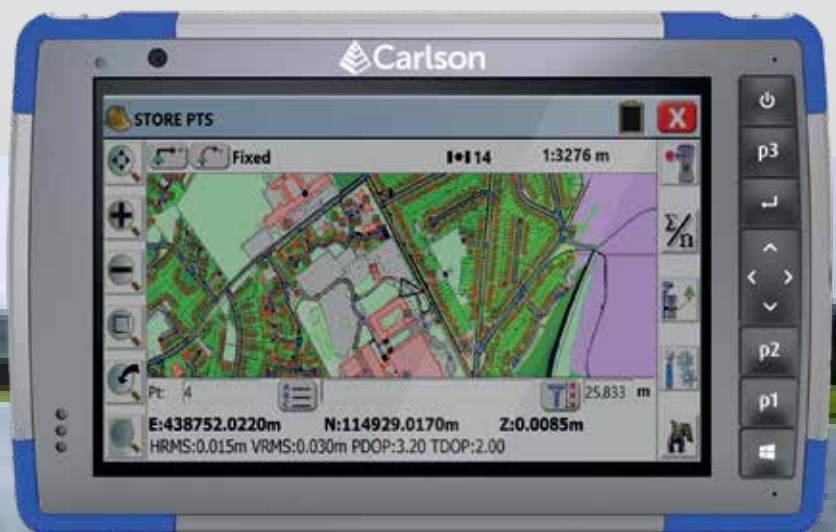 Carlson
STORE PTS
Fixed 14 1:3276 m
Σ/n
Pt: 4 25.833 m
E:438752.0220m N:114929.0170m Z:0.0085m
HRMS:0.015m VRMS:0.030m PDOP:3.20 TDOP:2.00
p3
p2
p1